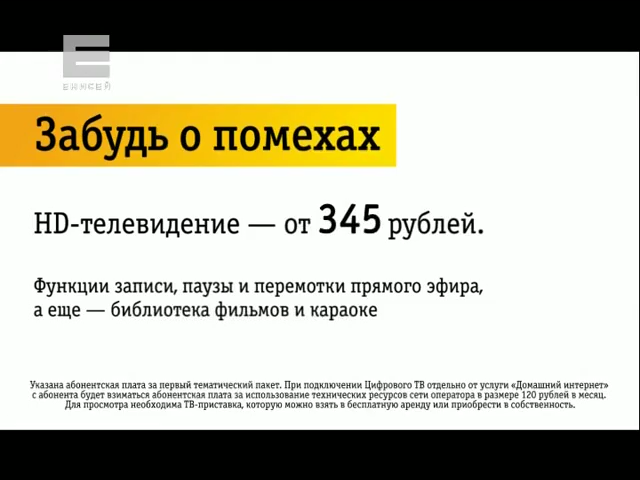 ЕНИСЕЙ
Забудь о помехах
HD-телевидение — от 345 рублей.
Функции записи, паузы и перемотки прямого эфира,
а еще — библиотека фильмов и караоке
Указана абонентская плата за первый тематический пакет. При подключении Цифрового ТВ отдельно от услуги «Домашний интернет»
с абонента будет взиматься абонентская плата за использование технических ресурсов сети оператора в размере 120 рублей в месяц.
Для просмотра необходима ТВ-приставка, которую можно взять в бесплатную аренду или приобрести в собственность.